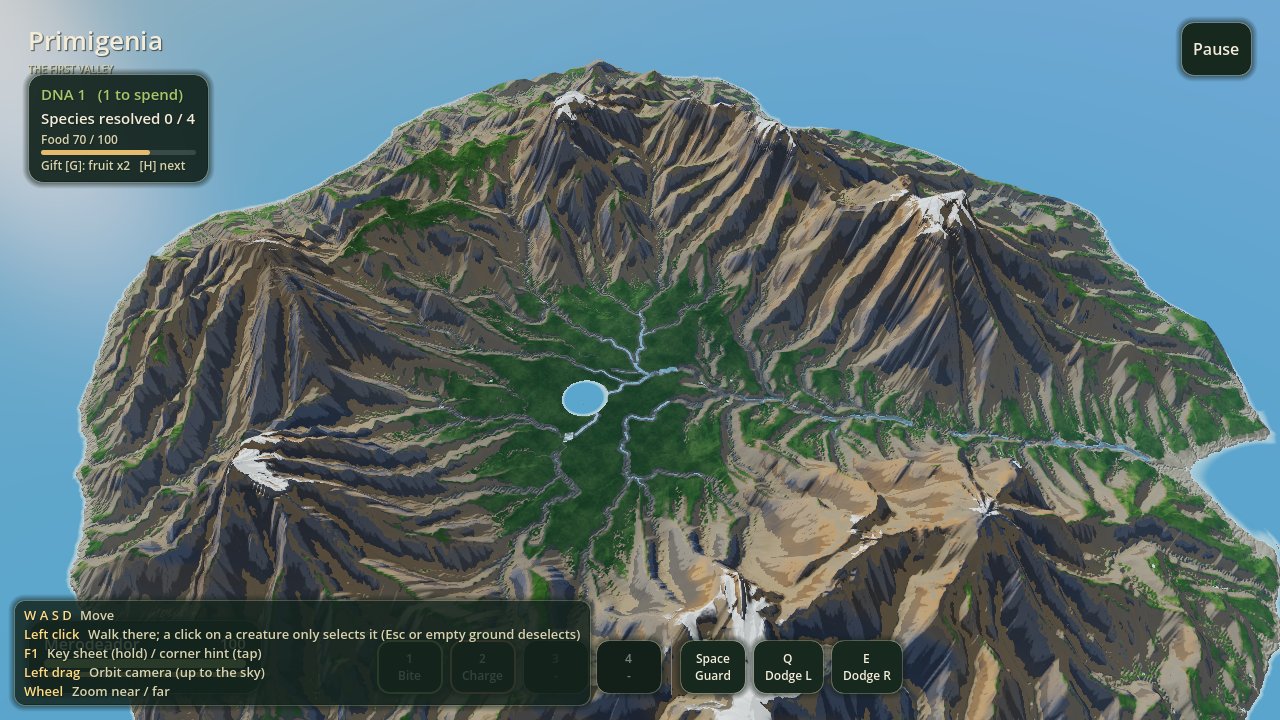 Primigenia
THE FIRST VALLEY
DNA 1 (1 to spend)
Species resolved 0 / 4
Food 70 / 100
Gift [G]: fruit x2 [H] next
Pause
W A S D Move
Left click Walk there; a click on a creature only selects it (Esc or empty ground deselects)
F1 Key sheet (hold) / corner hint (tap)
Left drag Orbit camera (up to the sky)
Wheel Zoom near / far
1
Bite
2
Charge
3
-
4
-
Space
Guard
Q
Dodge L
E
Dodge R